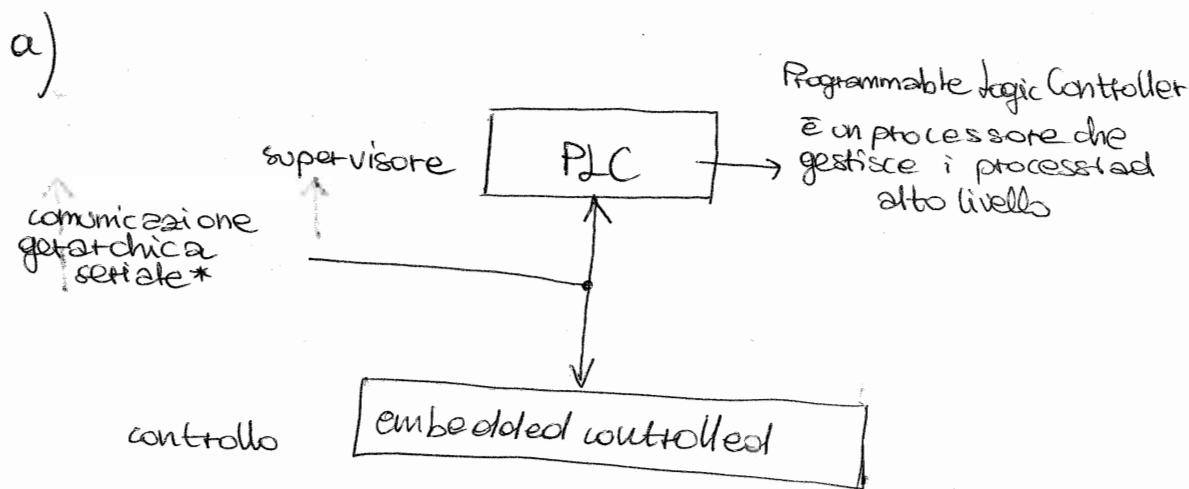 a)
Programmable Logic Controller
È un processore che
gestisce i processi ad
alto livello
supervisore
PLC
comunicazione
gerarchica
seriale*
controllo
embedded controlled